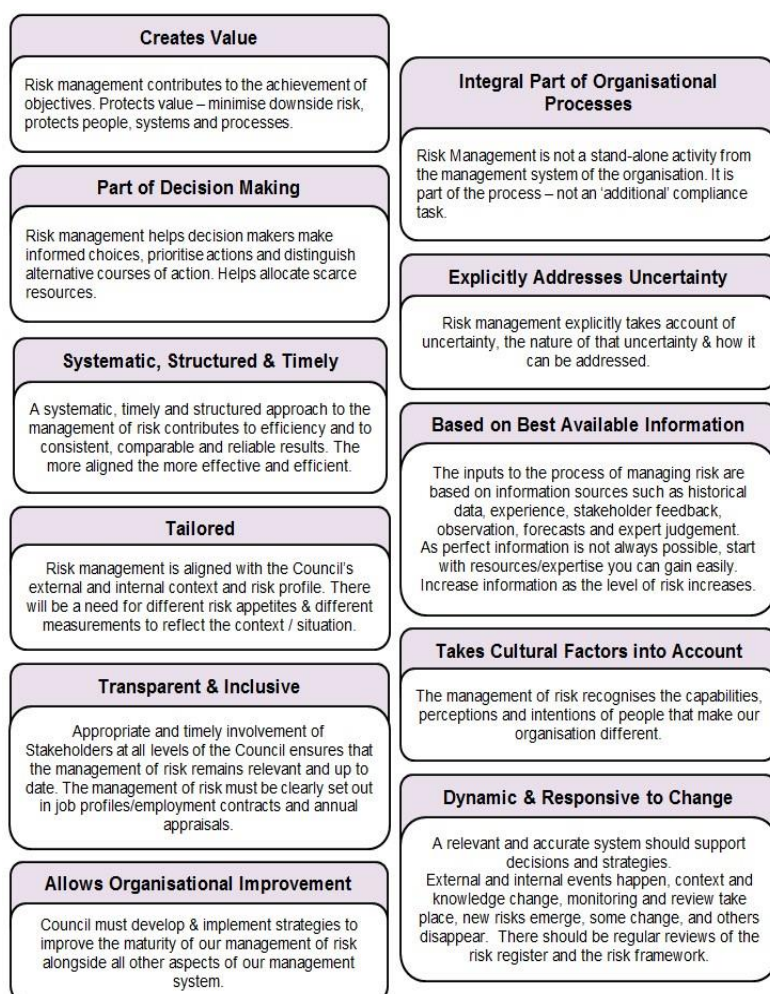 Creates Value
Risk management contributes to the achievement of
objectives. Protects value – minimise downside risk,
protects people, systems and processes.
Integral Part of Organisational
Processes
Risk Management is not a stand-alone activity from
the management system of the organisation. It is
part of the process – not an ‘additional’ compliance
task.
Part of Decision Making
Risk management helps decision makers make
informed choices, prioritise actions and distinguish
alternative courses of action. Helps allocate scarce
resources.
Explicitly Addresses Uncertainty
Risk management explicitly takes account of
uncertainty, the nature of that uncertainty & how it
can be addressed.
Systematic, Structured & Timely
A systematic, timely and structured approach to the
management of risk contributes to efficiency and to
consistent, comparable and reliable results. The
more aligned the more effective and efficient.
Based on Best Available Information
The inputs to the process of managing risk are
based on information sources such as historical
data, experience, stakeholder feedback,
observation, forecasts and expert judgement.
As perfect information is not always possible, start
with resources/expertise you can gain easily.
Increase information as the level of risk increases.
Tailored
Risk management is aligned with the Council’s
external and internal context and risk profile. There
will be a need for different risk appetites & different
measurements to reflect the context / situation.
Takes Cultural Factors into Account
The management of risk recognises the capabilities,
perceptions and intentions of people that make our
organisation different.
Transparent & Inclusive
Appropriate and timely involvement of
Stakeholders at all levels of the Council ensures that
the management of risk remains relevant and up to
date. The management of risk must be clearly set out
in job profiles/employment contracts and annual
appraisals.
Dynamic & Responsive to Change
A relevant and accurate system should support
decisions and strategies.
External and internal events happen, context and
knowledge change, monitoring and review take
place, new risks emerge, some change, and others
disappear. There should be regular reviews of the
risk register and the risk framework.
Allows Organisational Improvement
Council must develop & implement strategies to
improve the maturity of our management of risk
alongside all other aspects of our management
system.